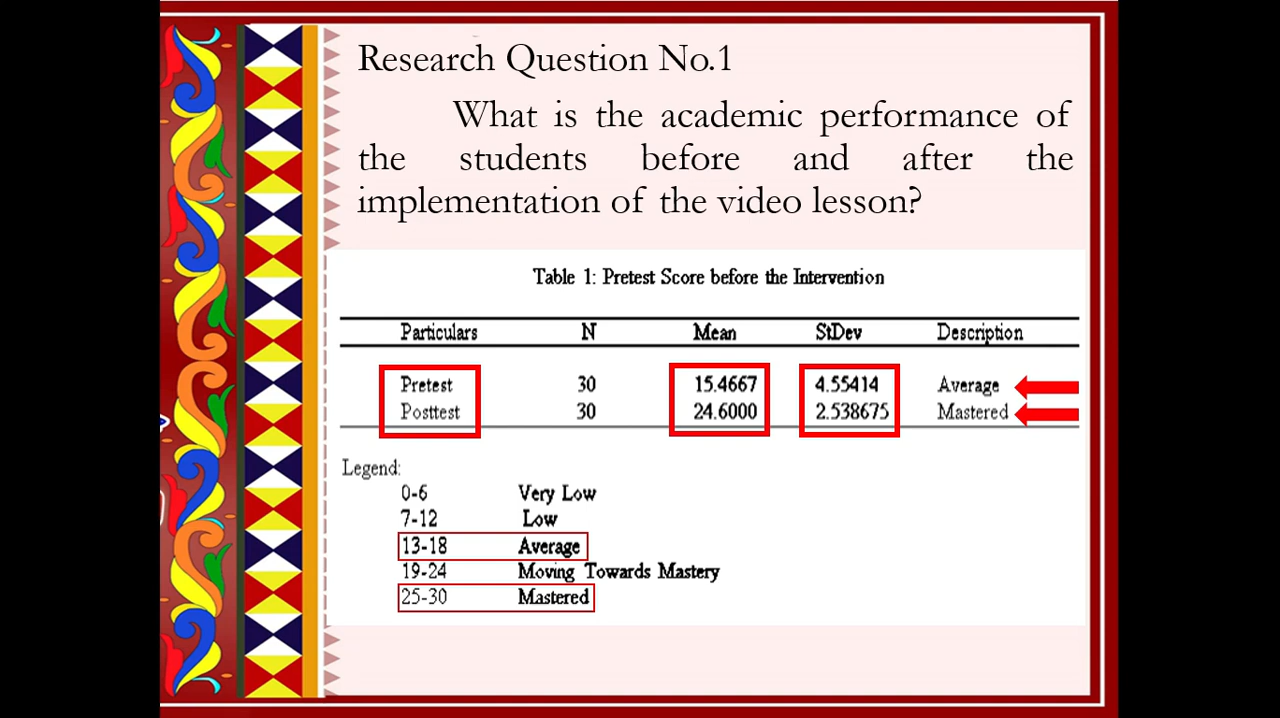 Research Question No.1
What is the academic performance of
the students before and after the
implementation of the video lesson?
Table 1: Pretest Score before the Intervention
Particulars N Mean StDev Description
Pretest 30 15.4667 4.55414 Average
Posttest 30 24.6000 2.538675 Mastered
Legend:
0-6 Very Low
7-12 Low
13-18 Average
19-24 Moving Towards Mastery
25-30 Mastered